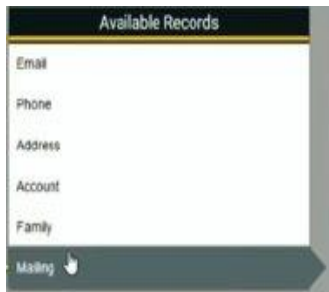 Available Records
Email
Phone
Address
Account
Family
Mailing